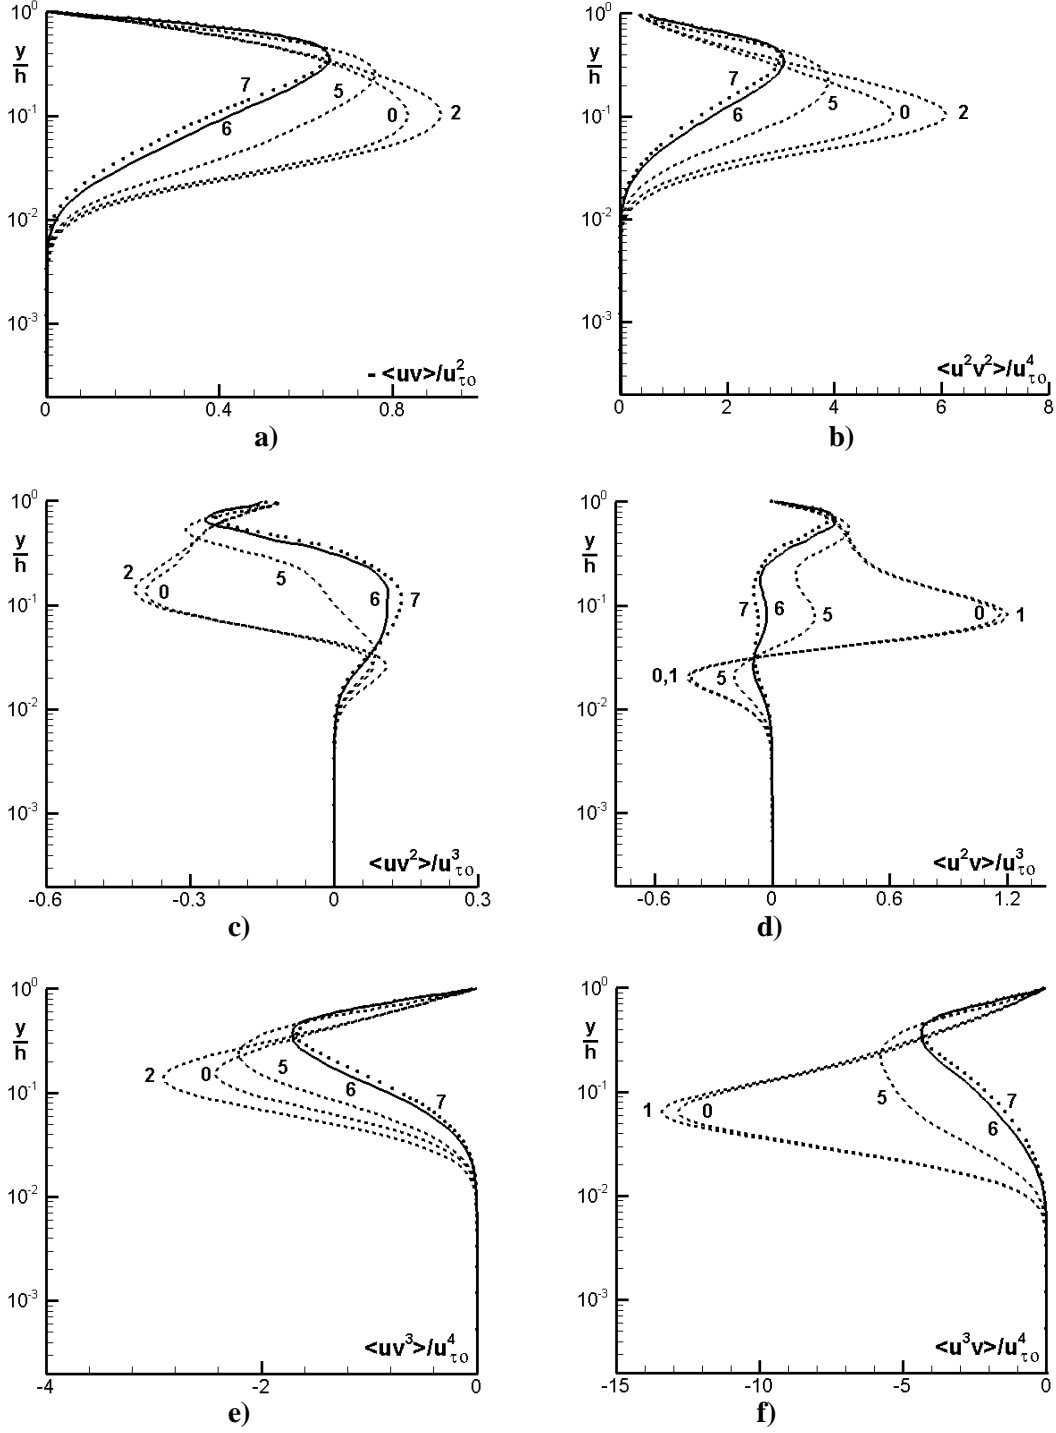 10⁰
y/h
10⁻¹
10⁻²
10⁻³
7
6
5
0
2
- <uv>/u²τo
0 0.4 0.8
a)
10⁰
y/h
10⁻¹
10⁻²
10⁻³
7
6
5
0
2
<u²v²>/u⁴τo
0 2 4 6 8
b)
10⁰
y/h
10⁻¹
10⁻²
10⁻³
2
0
5
6
7
<uv²>/u³τo
-0.6 -0.3 0 0.3
c)
10⁰
y/h
10⁻¹
10⁻²
10⁻³
7
6
5
0
1
0,1
5
<u²v>/u³τo
-0.6 0 0.6 1.2
d)
10⁰
y/h
10⁻¹
10⁻²
10⁻³
2
0
5
6
7
<uv³>/u⁴τo
-4 -2 0
e)
10⁰
y/h
10⁻¹
10⁻²
10⁻³
1
0
5
6
7
<u³v>/u⁴τo
-15 -10 -5 0
f)